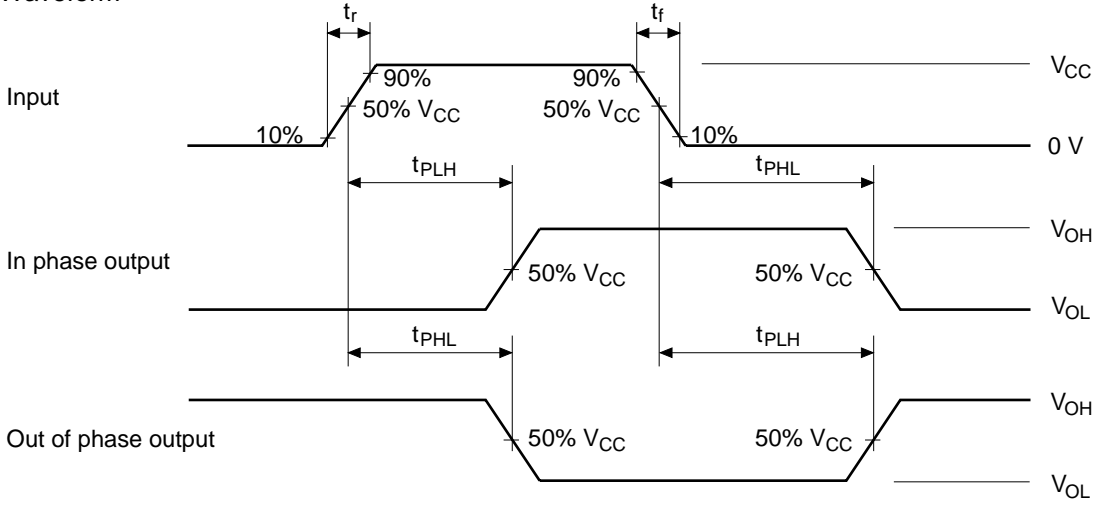 tr
tf
90%
90%
VCC
Input
50% VCC
50% VCC
10%
10%
0 V
tPLH
tPHL
VOH
In phase output
50% VCC
50% VCC
VOL
tPHL
tPLH
VOH
Out of phase output
50% VCC
50% VCC
VOL